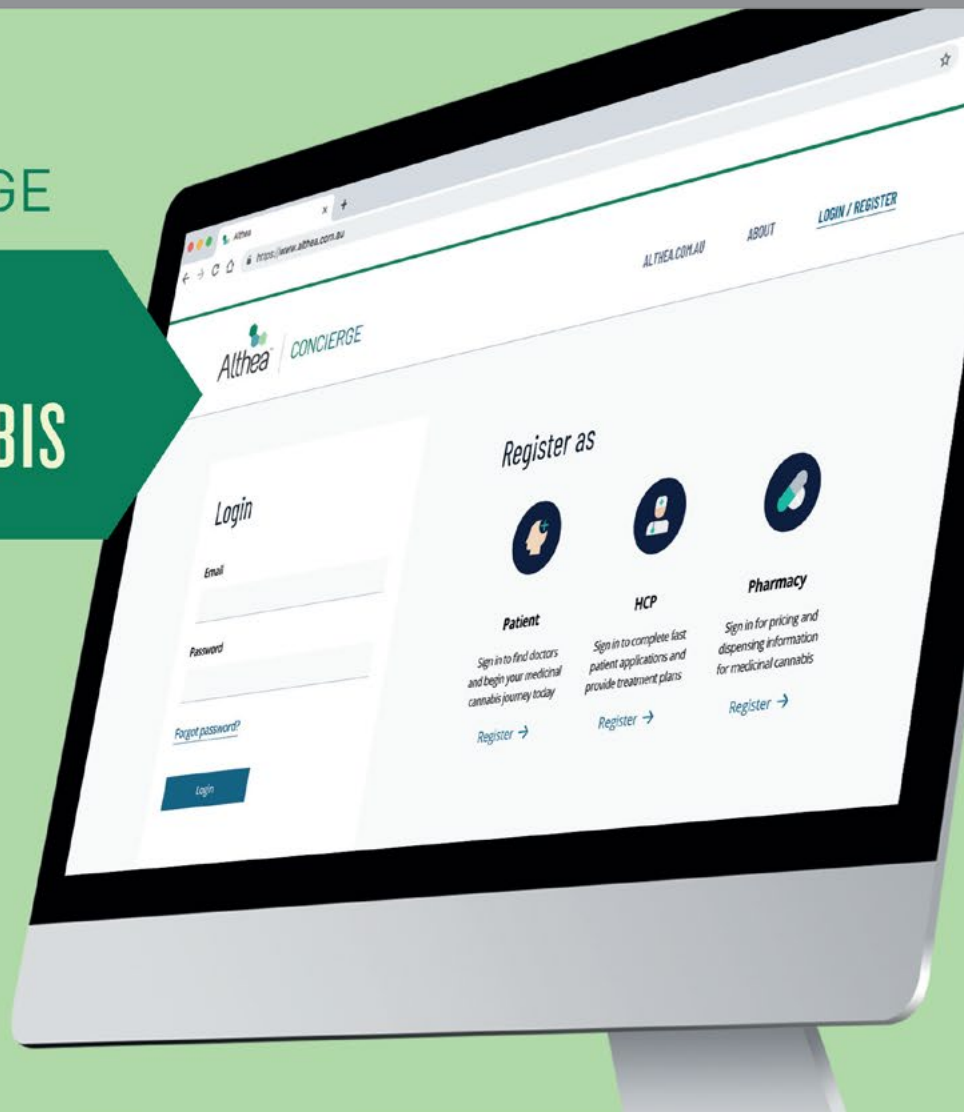 GE
BIS
Althea
https://www.althea.com.au
ALTHEA.COM.AU
ABOUT
LOGIN / REGISTER
Althea™ | CONCIERGE
Login
Email
Password
Forgot password?
Login
Register as
Patient
Sign in to find doctors
and begin your medicinal
cannabis journey today
Register →
HCP
Sign in to complete fast
patient applications and
provide treatment plans
Register →
Pharmacy
Sign in for pricing and
dispensing information
for medicinal cannabis
Register →